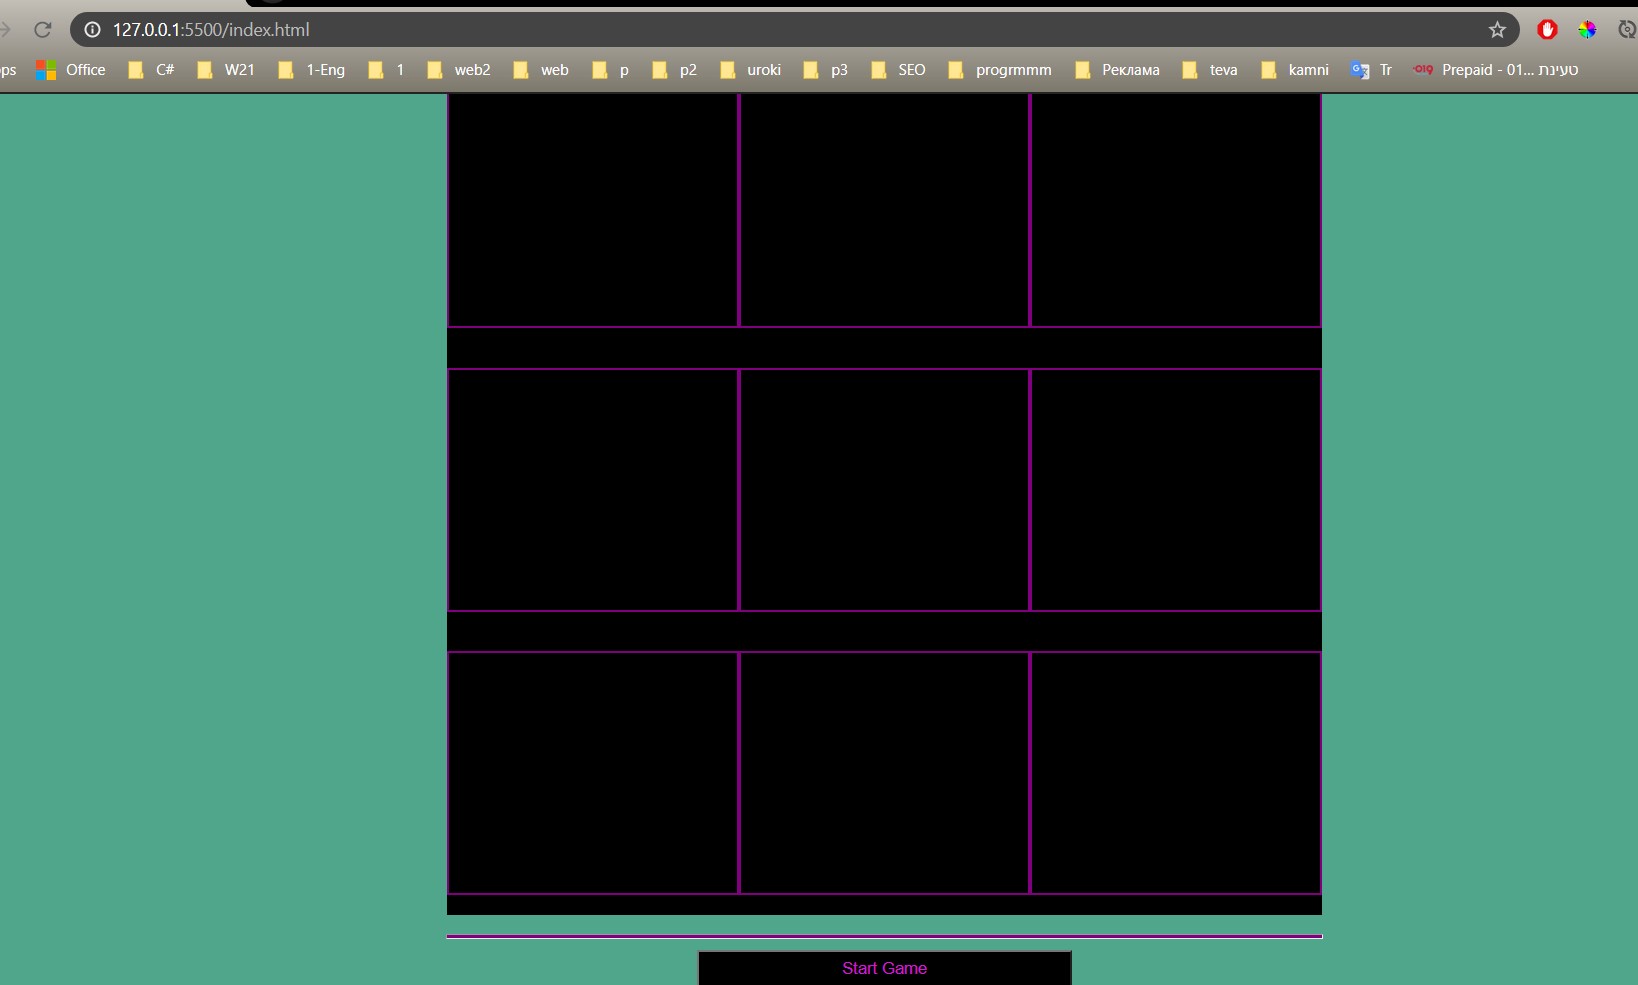 127.0.0.1:5500/index.html
ps Office C# W21 1-Eng 1 web2 web p p2 uroki p3 SEO progrmmm Реклама teva kamni Tr 019 Prepaid - 01... טעינת
Start Game